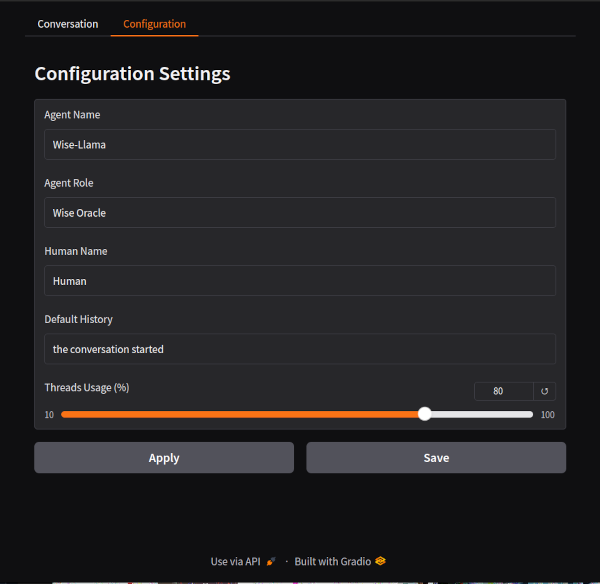 Conversation Configuration
Configuration Settings
Agent Name
Wise-Llama
Agent Role
Wise Oracle
Human Name
Human
Default History
the conversation started
Threads Usage (%) 80 ↺
10 100
Apply Save
Use via API · Built with Gradio